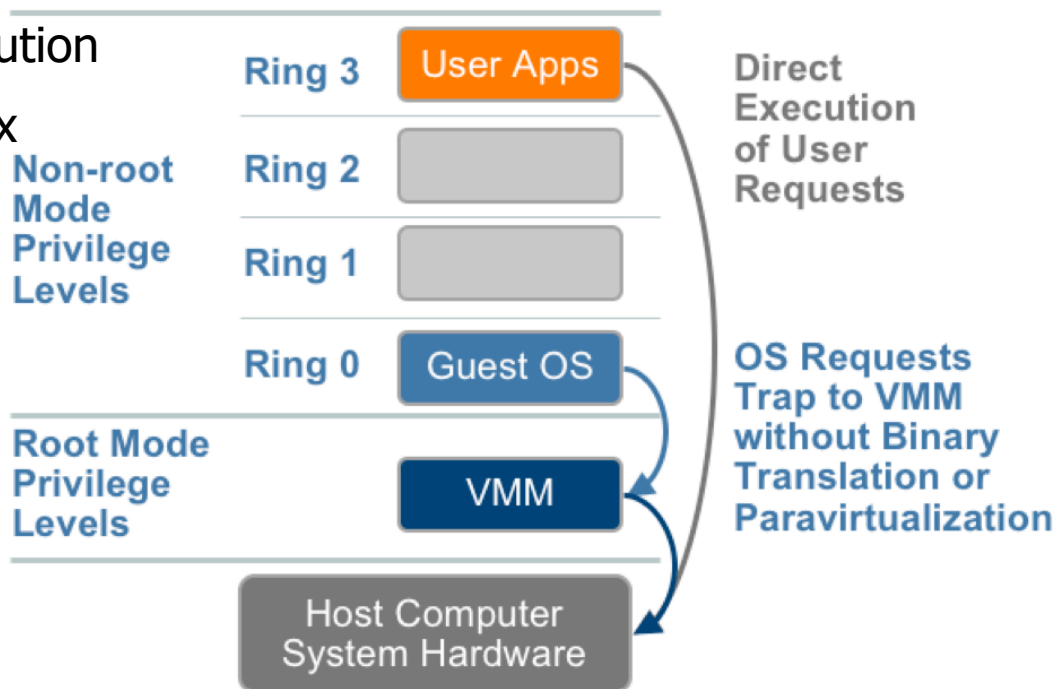 ution
x
Non-root
Mode
Privilege
Levels
Ring 3
User Apps
Ring 2
Ring 1
Ring 0
Guest OS
Direct
Execution
of User
Requests
OS Requests
Trap to VMM
without Binary
Translation or
Paravirtualization
Root Mode
Privilege
Levels
VMM
Host Computer
System Hardware